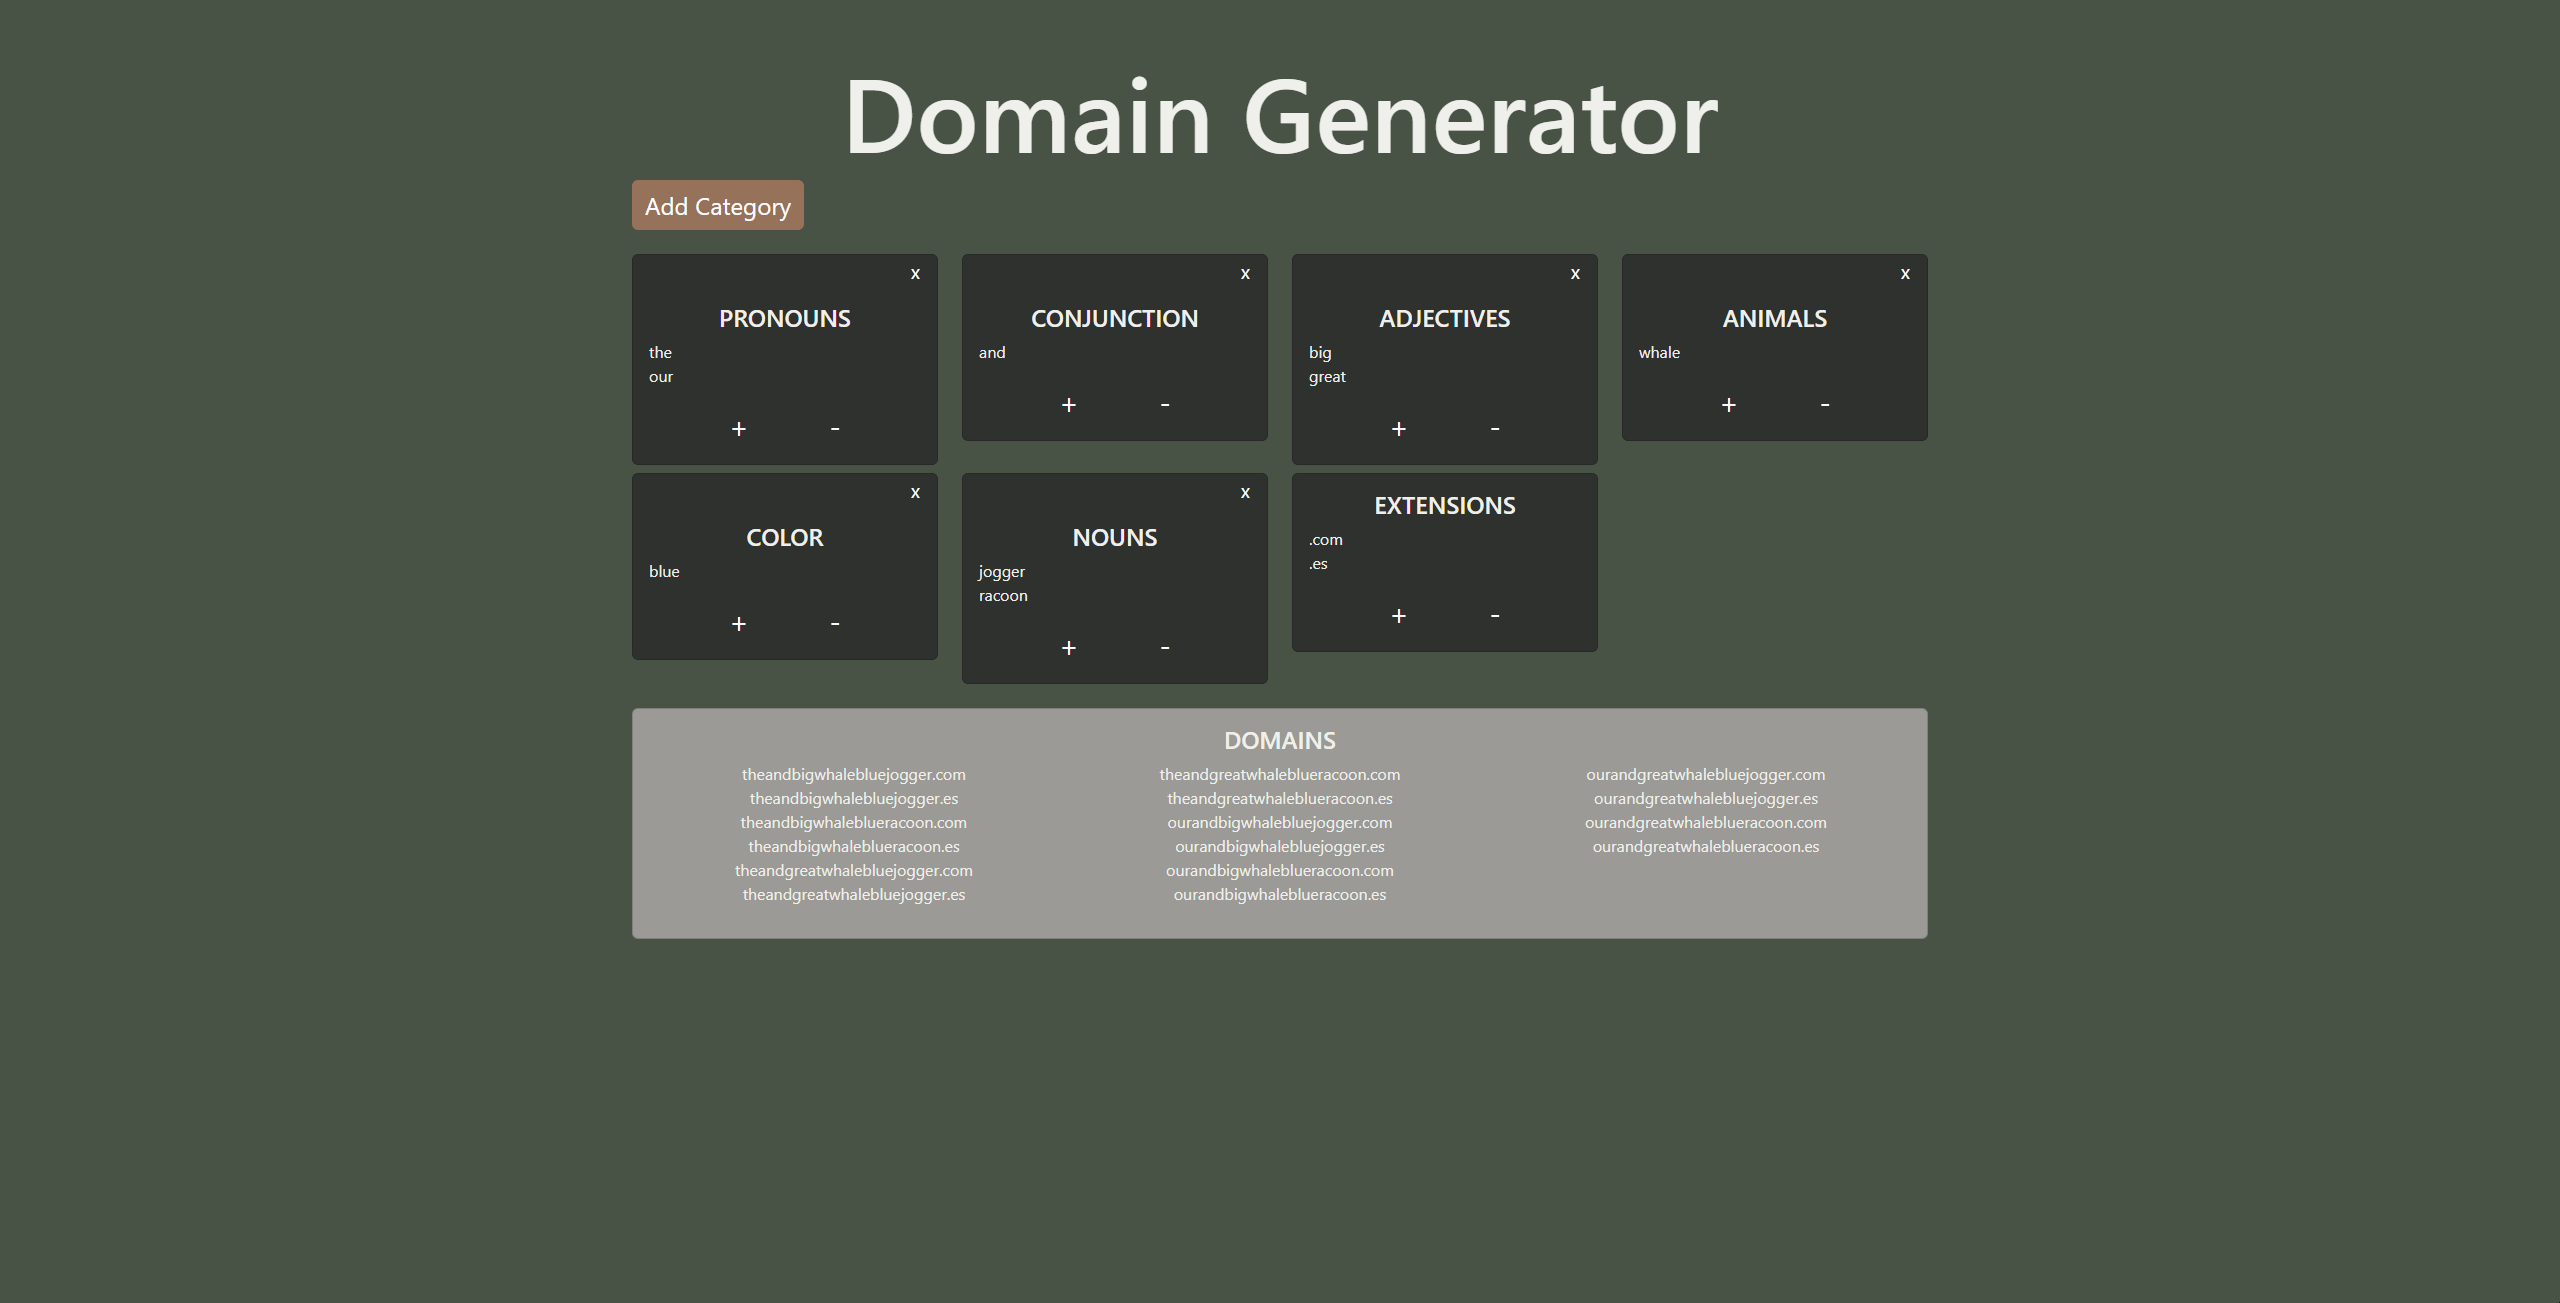 Domain Generator
Add Category
x
PRONOUNS
the
our
+ -
x
CONJUNCTION
and
+ -
x
ADJECTIVES
big
great
+ -
x
ANIMALS
whale
+ -
x
COLOR
blue
+ -
x
NOUNS
jogger
racoon
+ -
EXTENSIONS
.com
.es
+ -
DOMAINS
theandbigwhalebluejogger.com
theandbigwhalebluejogger.es
theandbigwhaleblueracoon.com
theandbigwhaleblueracoon.es
theandgreatwhalebluejogger.com
theandgreatwhalebluejogger.es
theandgreatwhaleblueracoon.com
theandgreatwhaleblueracoon.es
ourandbigwhalebluejogger.com
ourandbigwhalebluejogger.es
ourandbigwhaleblueracoon.com
ourandbigwhaleblueracoon.es
ourandgreatwhalebluejogger.com
ourandgreatwhalebluejogger.es
ourandgreatwhaleblueracoon.com
ourandgreatwhaleblueracoon.es